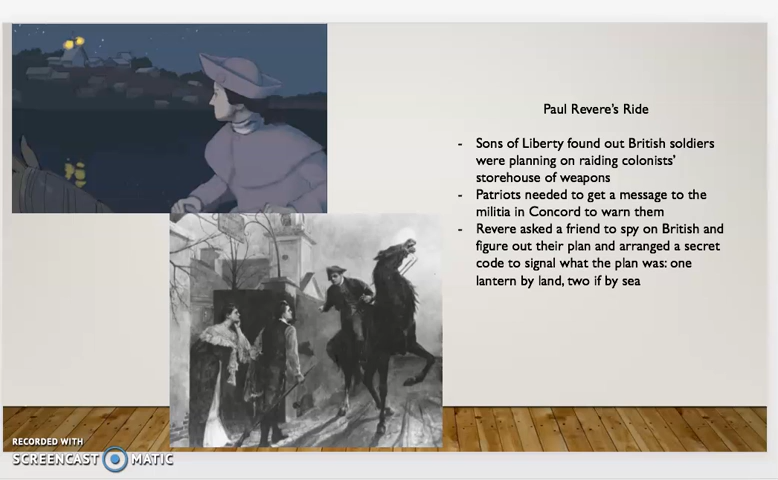 Paul Revere's Ride
- Sons of Liberty found out British soldiers
were planning on raiding colonists'
storehouse of weapons
- Patriots needed to get a message to the
militia in Concord to warn them
- Revere asked a friend to spy on British and
figure out their plan and arranged a secret
code to signal what the plan was: one
lantern by land, two if by sea
RECORDED WITH
SCREENCAST MATIC